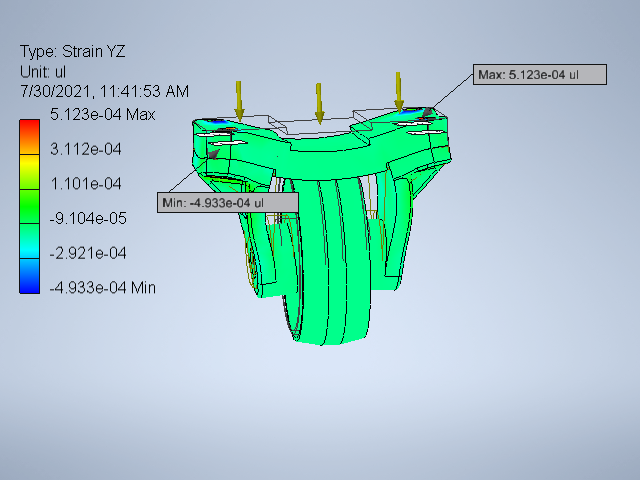 Type: Strain YZ
Unit: ul
7/30/2021, 11:41:53 AM
5.123e-04 Max
3.112e-04
1.101e-04
-9.104e-05
-2.921e-04
-4.933e-04 Min
Max: 5.123e-04 ul
Min: -4.933e-04 ul